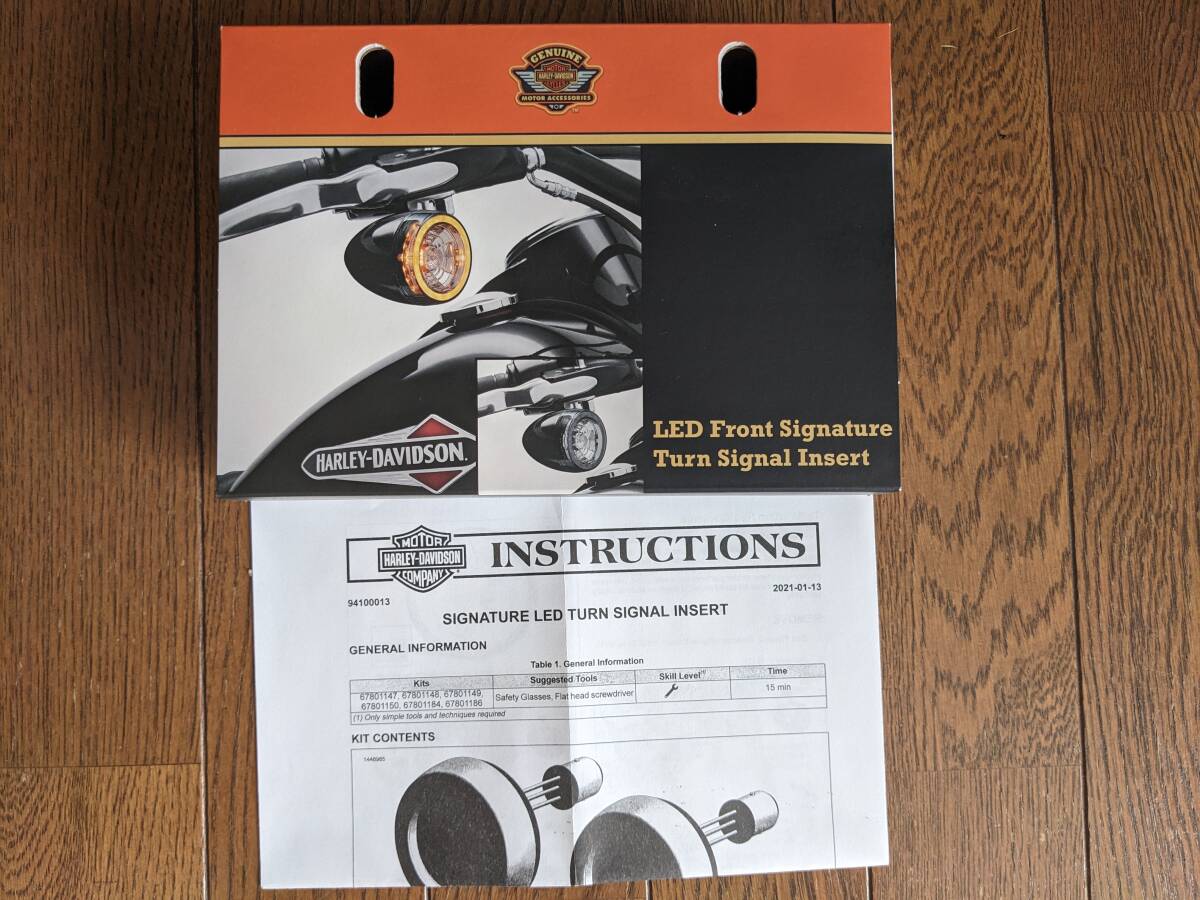 GENUINE
MOTOR
HARLEY-DAVIDSON
MOTOR ACCESSORIES
HARLEY-DAVIDSON.
LED Front Signature
Turn Signal Insert
MOTOR
HARLEY-DAVIDSON
COMPANY
INSTRUCTIONS
94100013
2021-01-13
SIGNATURE LED TURN SIGNAL INSERT
GENERAL INFORMATION
Table 1. General Information
Kits
Suggested Tools
Skill Level(1)
Time
67801147, 67801148, 67801149,
67801150, 67801184, 67801186
Safety Glasses, Flat head screwdriver
15 min
(1) Only simple tools and techniques required
KIT CONTENTS
1446985